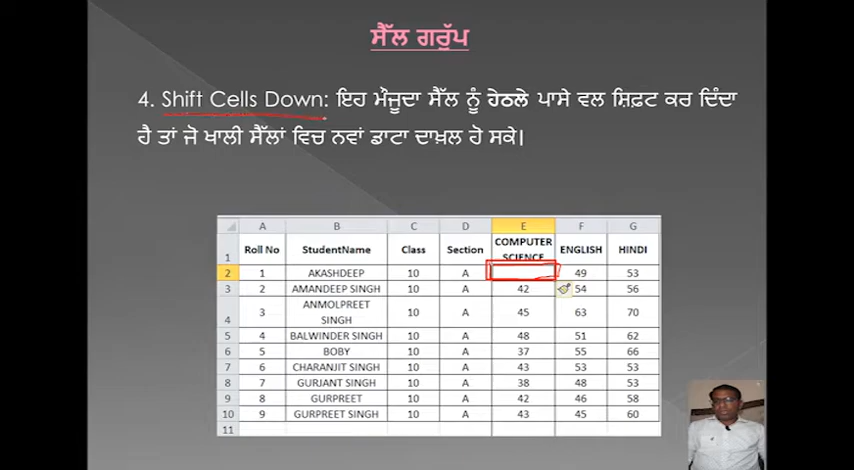 ਸੈੱਲ ਗਰੁੱਪ
4. Shift Cells Down: ਇਹ ਮੌਜੂਦਾ ਸੈੱਲ ਨੂੰ ਹੇਠਲੇ ਪਾਸੇ ਵਲ ਸ਼ਿਫ਼ਟ ਕਰ ਦਿੰਦਾ
ਹੈ ਤਾਂ ਜੋ ਖਾਲੀ ਸੈੱਲਾਂ ਵਿਚ ਨਵਾਂ ਡਾਟਾ ਦਾਖ਼ਲ ਹੋ ਸਕੇ।
A B C D E F G
1 Roll No StudentName Class Section COMPUTER SCIENCE ENGLISH HINDI
2 1 AKASHDEEP 10 A 49 53
3 2 AMANDEEP SINGH 10 A 42 54 56
4 3 ANMOLPREET SINGH 10 A 45 63 70
5 4 BALWINDER SINGH 10 A 48 51 62
6 5 BOBY 10 A 37 55 66
7 6 CHARANJIT SINGH 10 A 43 53 53
8 7 GURJANT SINGH 10 A 38 48 53
9 8 GURPREET 10 A 42 46 58
10 9 GURPREET SINGH 10 A 43 45 60
11